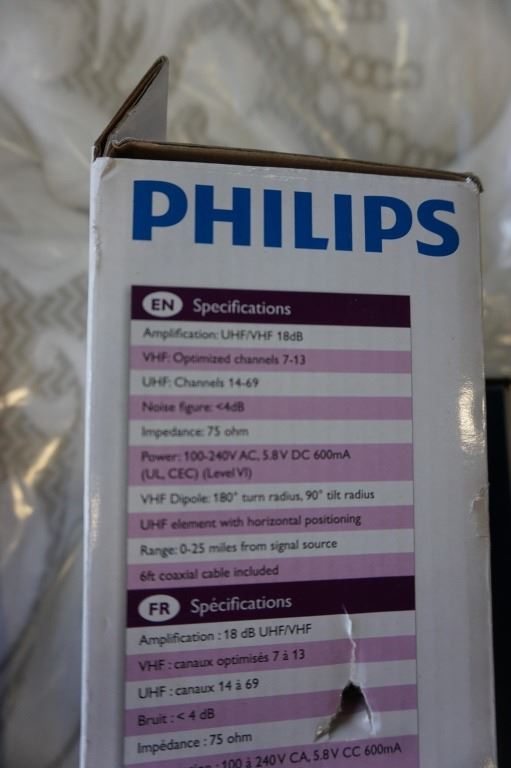 PHILIPS
EN Specifications
Amplification: UHF/VHF 18dB
VHF: Optimized channels 7-13
UHF: Channels 14-69
Noise figure: <4dB
Impedance: 75 ohm
Power: 100-240V AC, 5.8V DC 600mA
(UL, CEC) (Level VI)
VHF Dipole: 180° turn radius, 90° tilt radius
UHF element with horizontal positioning
Range: 0-25 miles from signal source
6ft coaxial cable included
FR Spécifications
Amplification : 18 dB UHF/VHF
VHF : canaux optimisés 7 à 13
UHF : canaux 14 à 69
Bruit : < 4 dB
Impédance : 75 ohm
: 100 à 240 V CA, 5.8 V CC 600mA